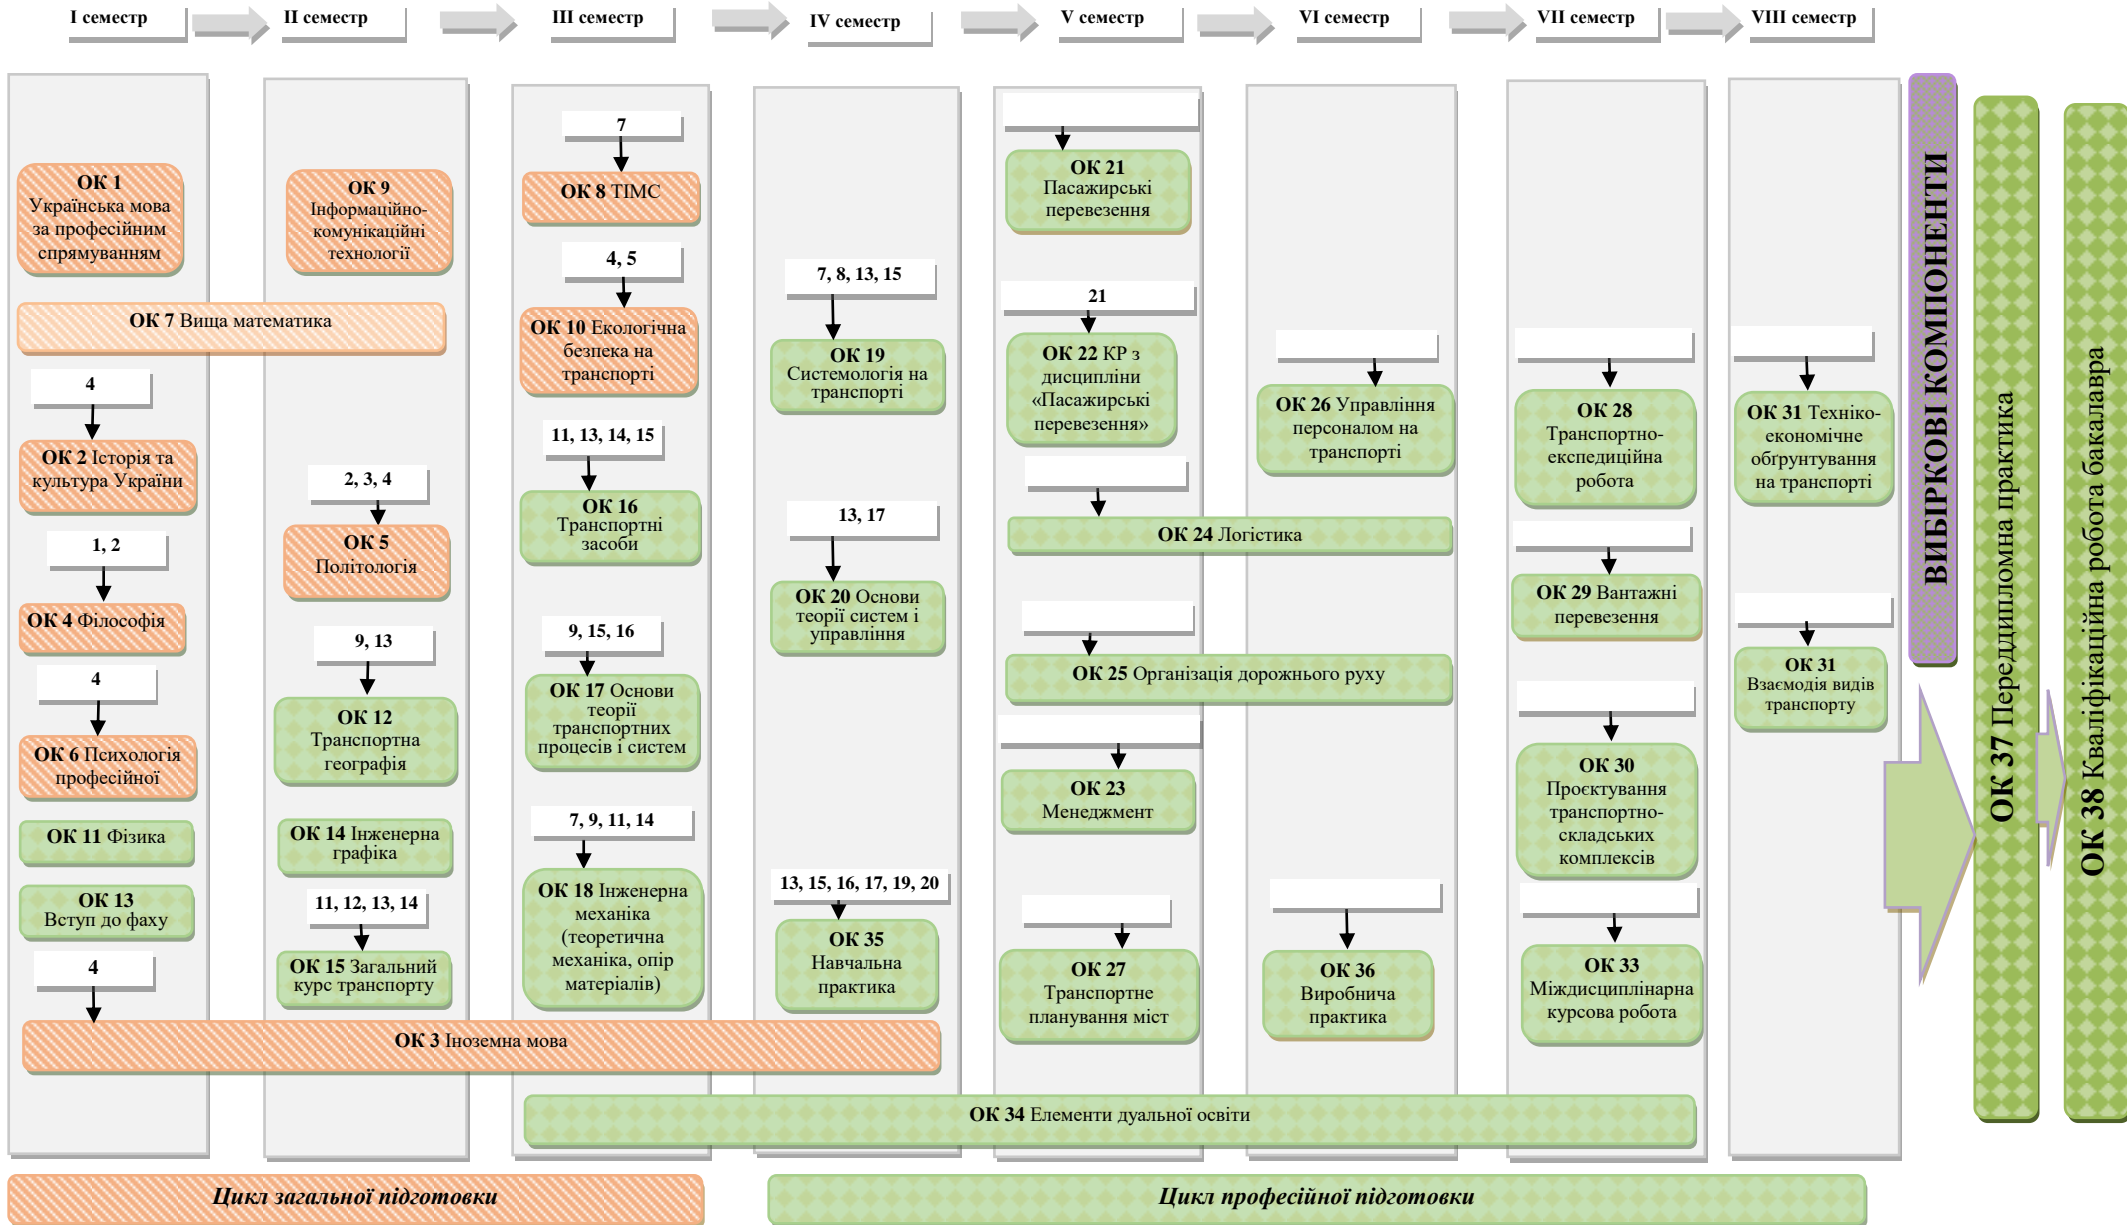 I семестр
II семестр
III семестр
IV семестр
V семестр
VI семестр
VII семестр
VIII семестр
ОК 1
Українська мова
за професійним
спрямуванням
ОК 7 Вища математика
4
ОК 2 Історія та
культура України
1, 2
ОК 4 Філософія
4
ОК 6 Психологія
професійної
ОК 11 Фізика
ОК 13
Вступ до фаху
4
ОК 3 Іноземна мова
ОК 9
Інформаційно-
комунікаційні
технології
2, 3, 4
ОК 5
Політологія
9, 13
ОК 12
Транспортна
географія
ОК 14 Інженерна
графіка
11, 12, 13, 14
ОК 15 Загальний
курс транспорту
7
ОК 8 ТІМС
4, 5
ОК 10 Екологічна
безпека на
транспорті
11, 13, 14, 15
ОК 16
Транспортні
засоби
9, 15, 16
ОК 17 Основи
теорії
транспортних
процесів і систем
7, 9, 11, 14
ОК 18 Інженерна
механіка
(теоретична
механіка, опір
матеріалів)
7, 8, 13, 15
ОК 19
Системологія на
транспорті
13, 17
ОК 20 Основи
теорії систем і
управління
13, 15, 16, 17, 19, 20
ОК 35
Навчальна
практика
ОК 21
Пасажирські
перевезення
21
ОК 22 КР з
дисципліни
«Пасажирські
перевезення»
ОК 24 Логістика
ОК 25 Організація дорожнього руху
ОК 23
Менеджмент
ОК 27
Транспортне
планування міст
ОК 26 Управління
персоналом на
транспорті
ОК 36
Виробнича
практика
ОК 28
Транспортно-
експедиційна
робота
ОК 29 Вантажні
перевезення
ОК 30
Проєктування
транспортно-
складських
комплексів
ОК 33
Міждисциплінарна
курсова робота
ОК 31 Техніко-
економічне
обґрунтування
на транспорті
ОК 31
Взаємодія видів
транспорту
ОК 34 Елементи дуальної освіти
ВИБІРКОВІ КОМПОНЕНТИ
ОК 37 Переддипломна практика
ОК 38 Кваліфікаційна робота бакалавра
Цикл загальної підготовки
Цикл професійної підготовки